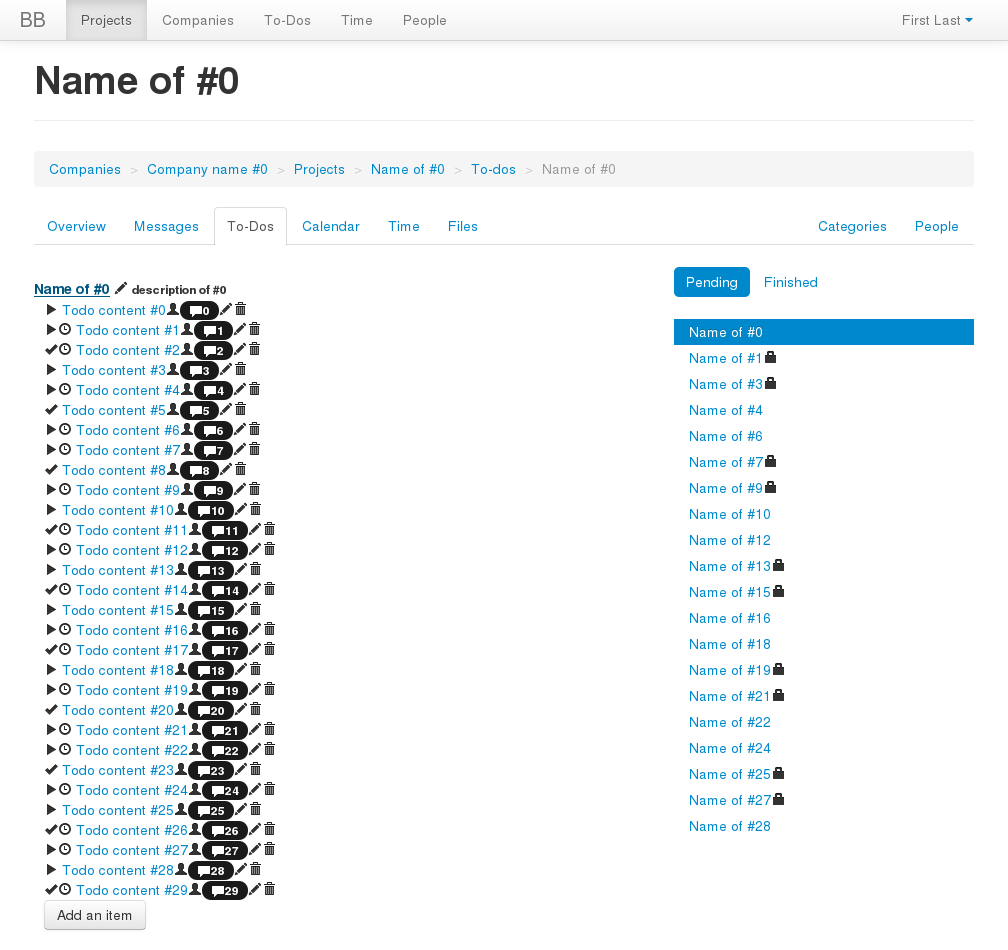 BB Projects Companies To-Dos Time People First Last
Name of #0
Companies > Company name #0 > Projects > Name of #0 > To-dos > Name of #0
Overview Messages To-Dos Calendar Time Files Categories People
Name of #0 description of #0
Todo content #0 0
Todo content #1 1
Todo content #2 2
Todo content #3 3
Todo content #4 4
Todo content #5 5
Todo content #6 6
Todo content #7 7
Todo content #8 8
Todo content #9 9
Todo content #10 10
Todo content #11 11
Todo content #12 12
Todo content #13 13
Todo content #14 14
Todo content #15 15
Todo content #16 16
Todo content #17 17
Todo content #18 18
Todo content #19 19
Todo content #20 20
Todo content #21 21
Todo content #22 22
Todo content #23 23
Todo content #24 24
Todo content #25 25
Todo content #26 26
Todo content #27 27
Todo content #28 28
Todo content #29 29
Add an item
Pending Finished
Name of #0
Name of #1
Name of #3
Name of #4
Name of #6
Name of #7
Name of #9
Name of #10
Name of #12
Name of #13
Name of #15
Name of #16
Name of #18
Name of #19
Name of #21
Name of #22
Name of #24
Name of #25
Name of #27
Name of #28